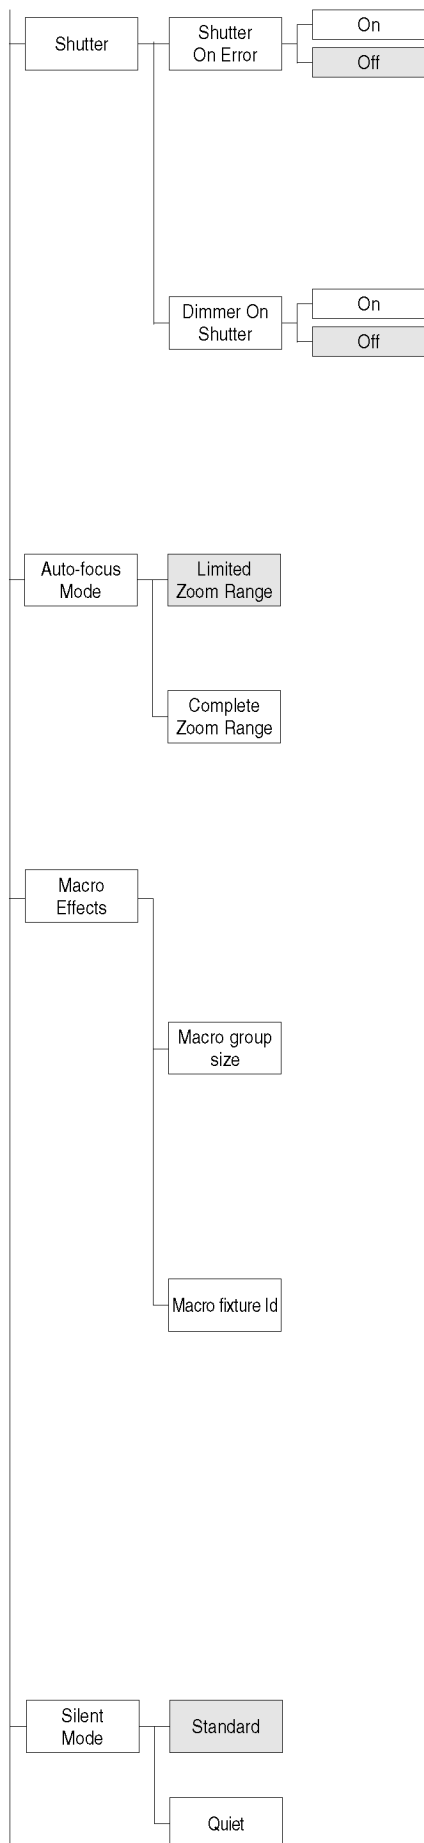 Shutter
Shutter
On Error
On
Off
Dimmer On
Shutter
On
Off
Auto-focus
Mode
Limited
Zoom Range
Complete
Zoom Range
Macro
Effects
Macro group
size
Macro fixture Id
Silent
Mode
Standard
Quiet